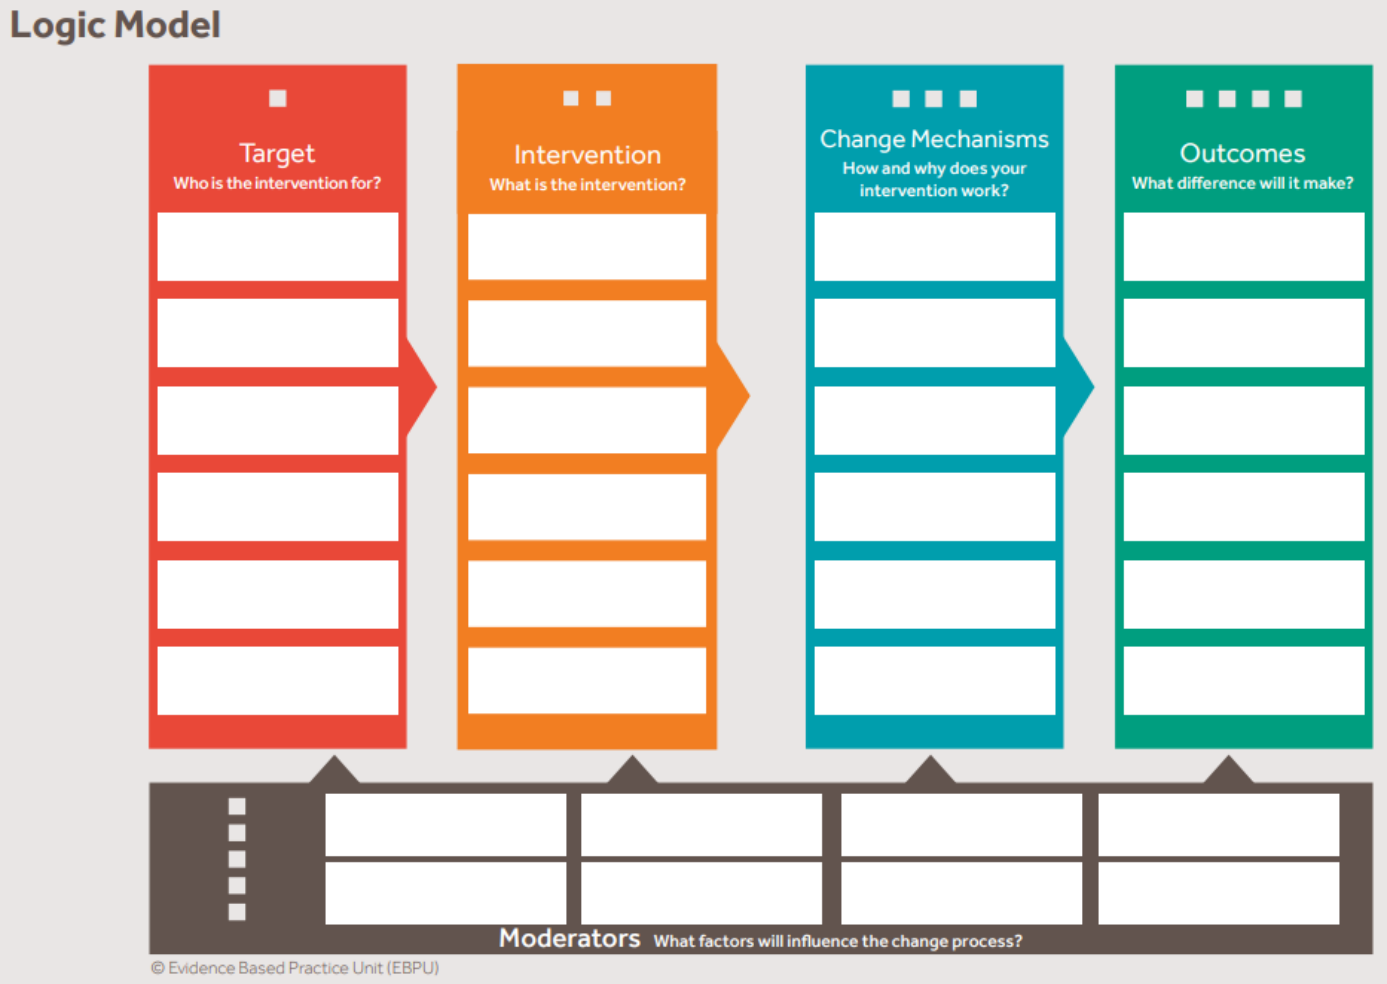 Logic Model
Target
Who is the intervention for?
Intervention
What is the intervention?
Change Mechanisms
How and why does your
intervention work?
Outcomes
What difference will it make?
Moderators What factors will influence the change process?
© Evidence Based Practice Unit (EBPU)